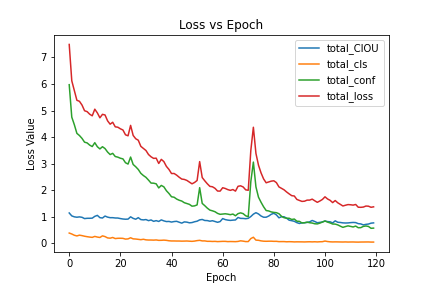 Loss vs Epoch
total_CIOU
total_cls
total_conf
total_loss
Loss Value
7
6
5
4
3
2
1
0
0 20 40 60 80 100 120
Epoch